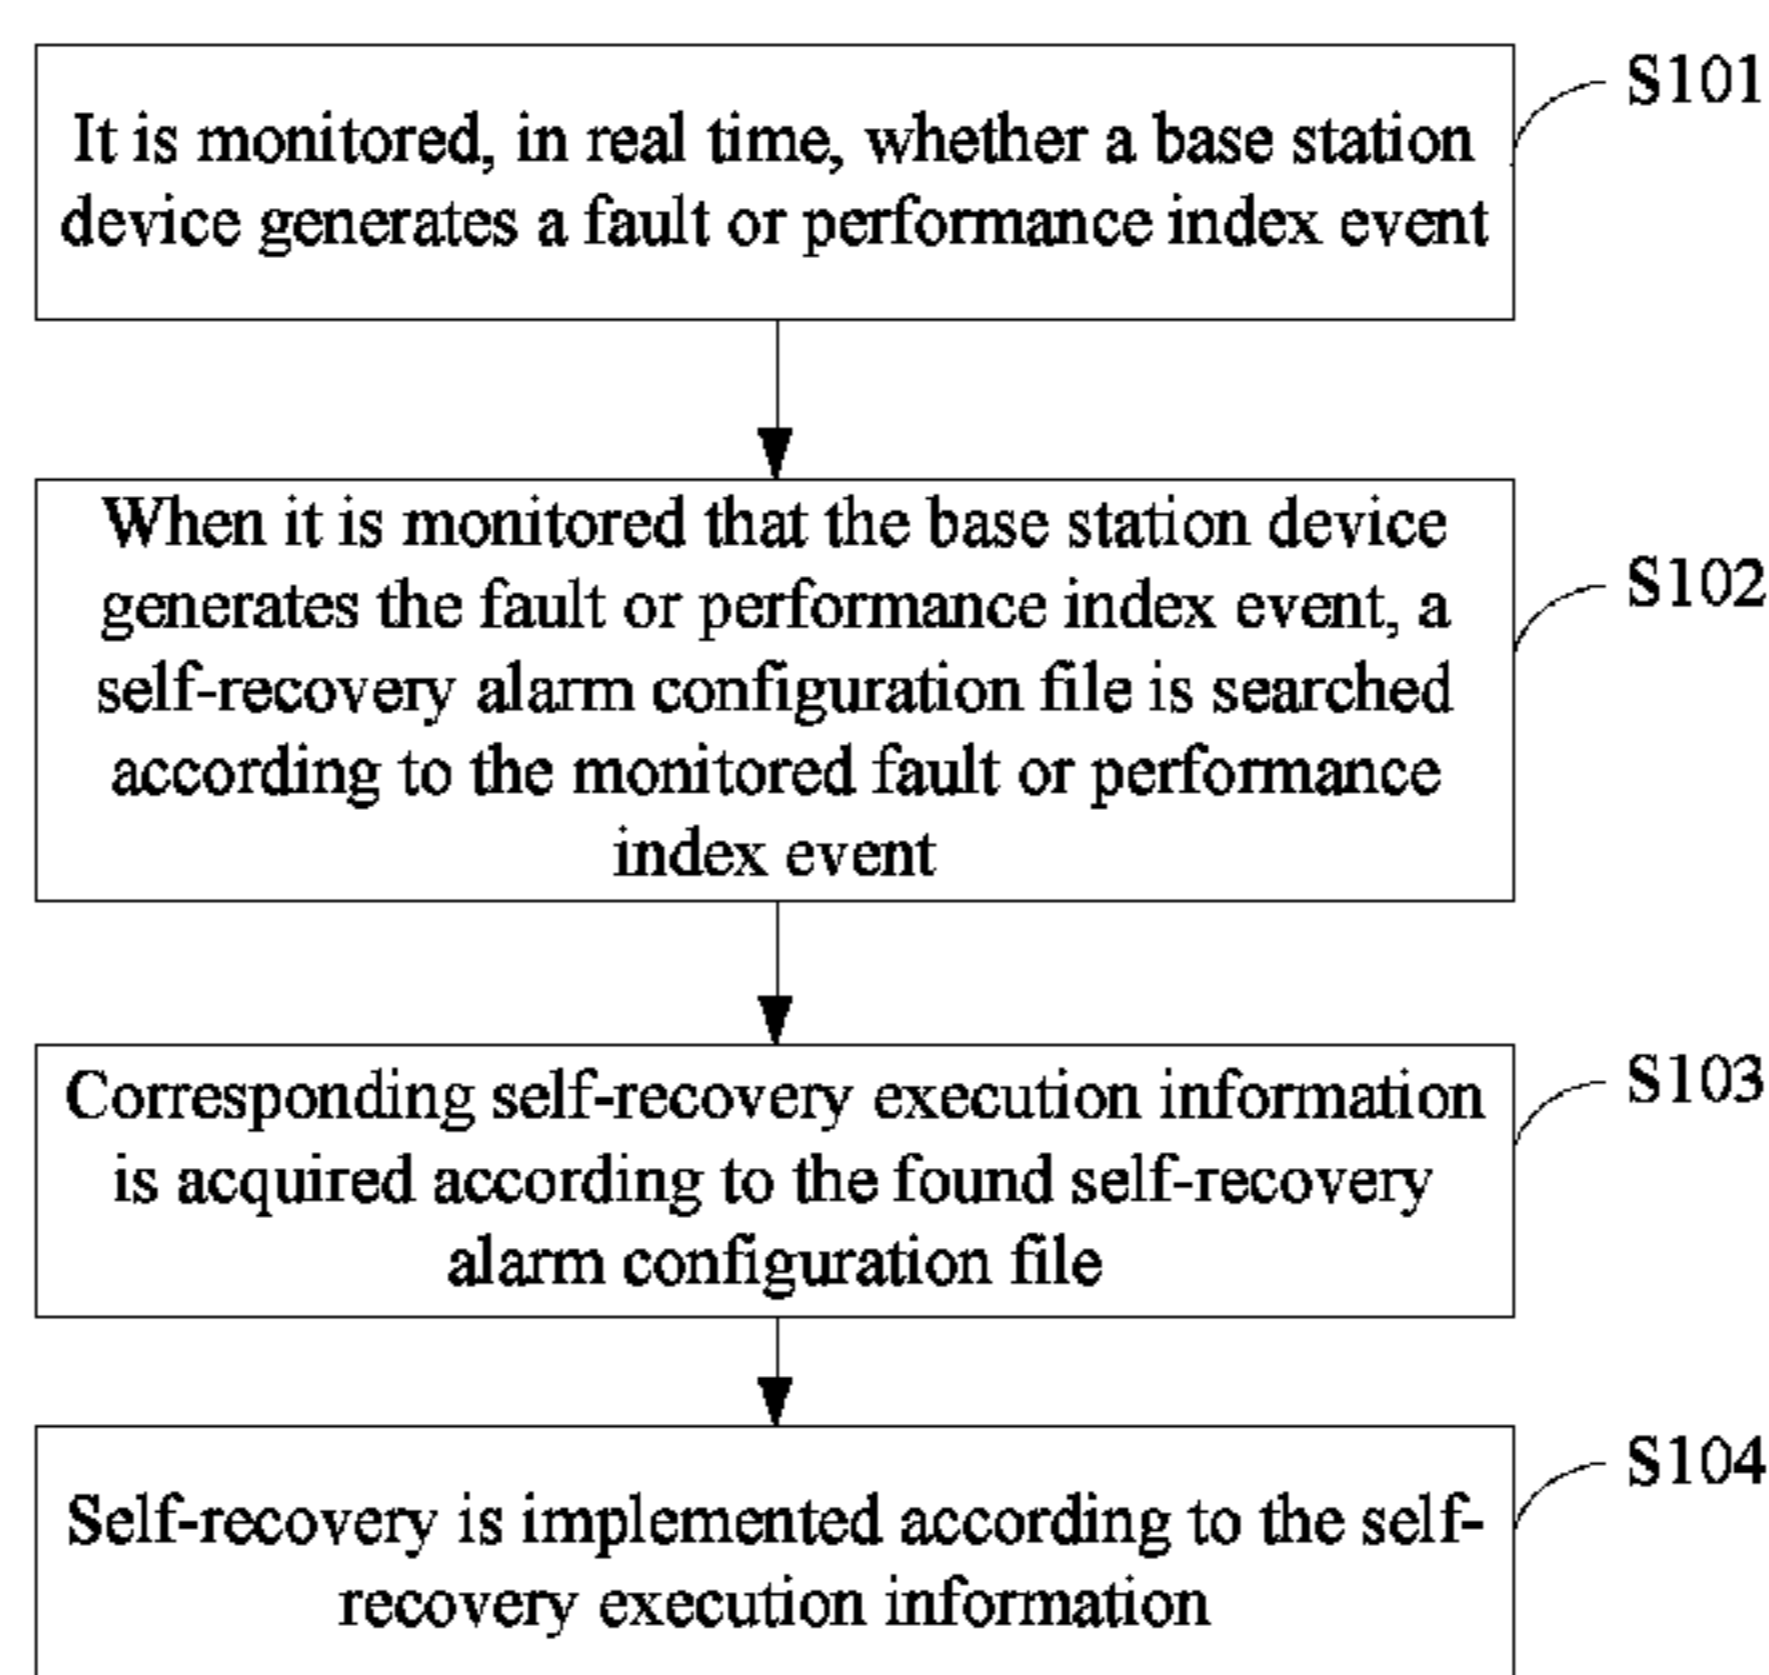 It is monitored, in real time, whether a base station
device generates a fault or performance index event
S101
When it is monitored that the base station device
generates the fault or performance index event, a
self-recovery alarm configuration file is searched
according to the monitored fault or performance
index event
S102
Corresponding self-recovery execution information
is acquired according to the found self-recovery
alarm configuration file
S103
Self-recovery is implemented according to the self-
recovery execution information
S104